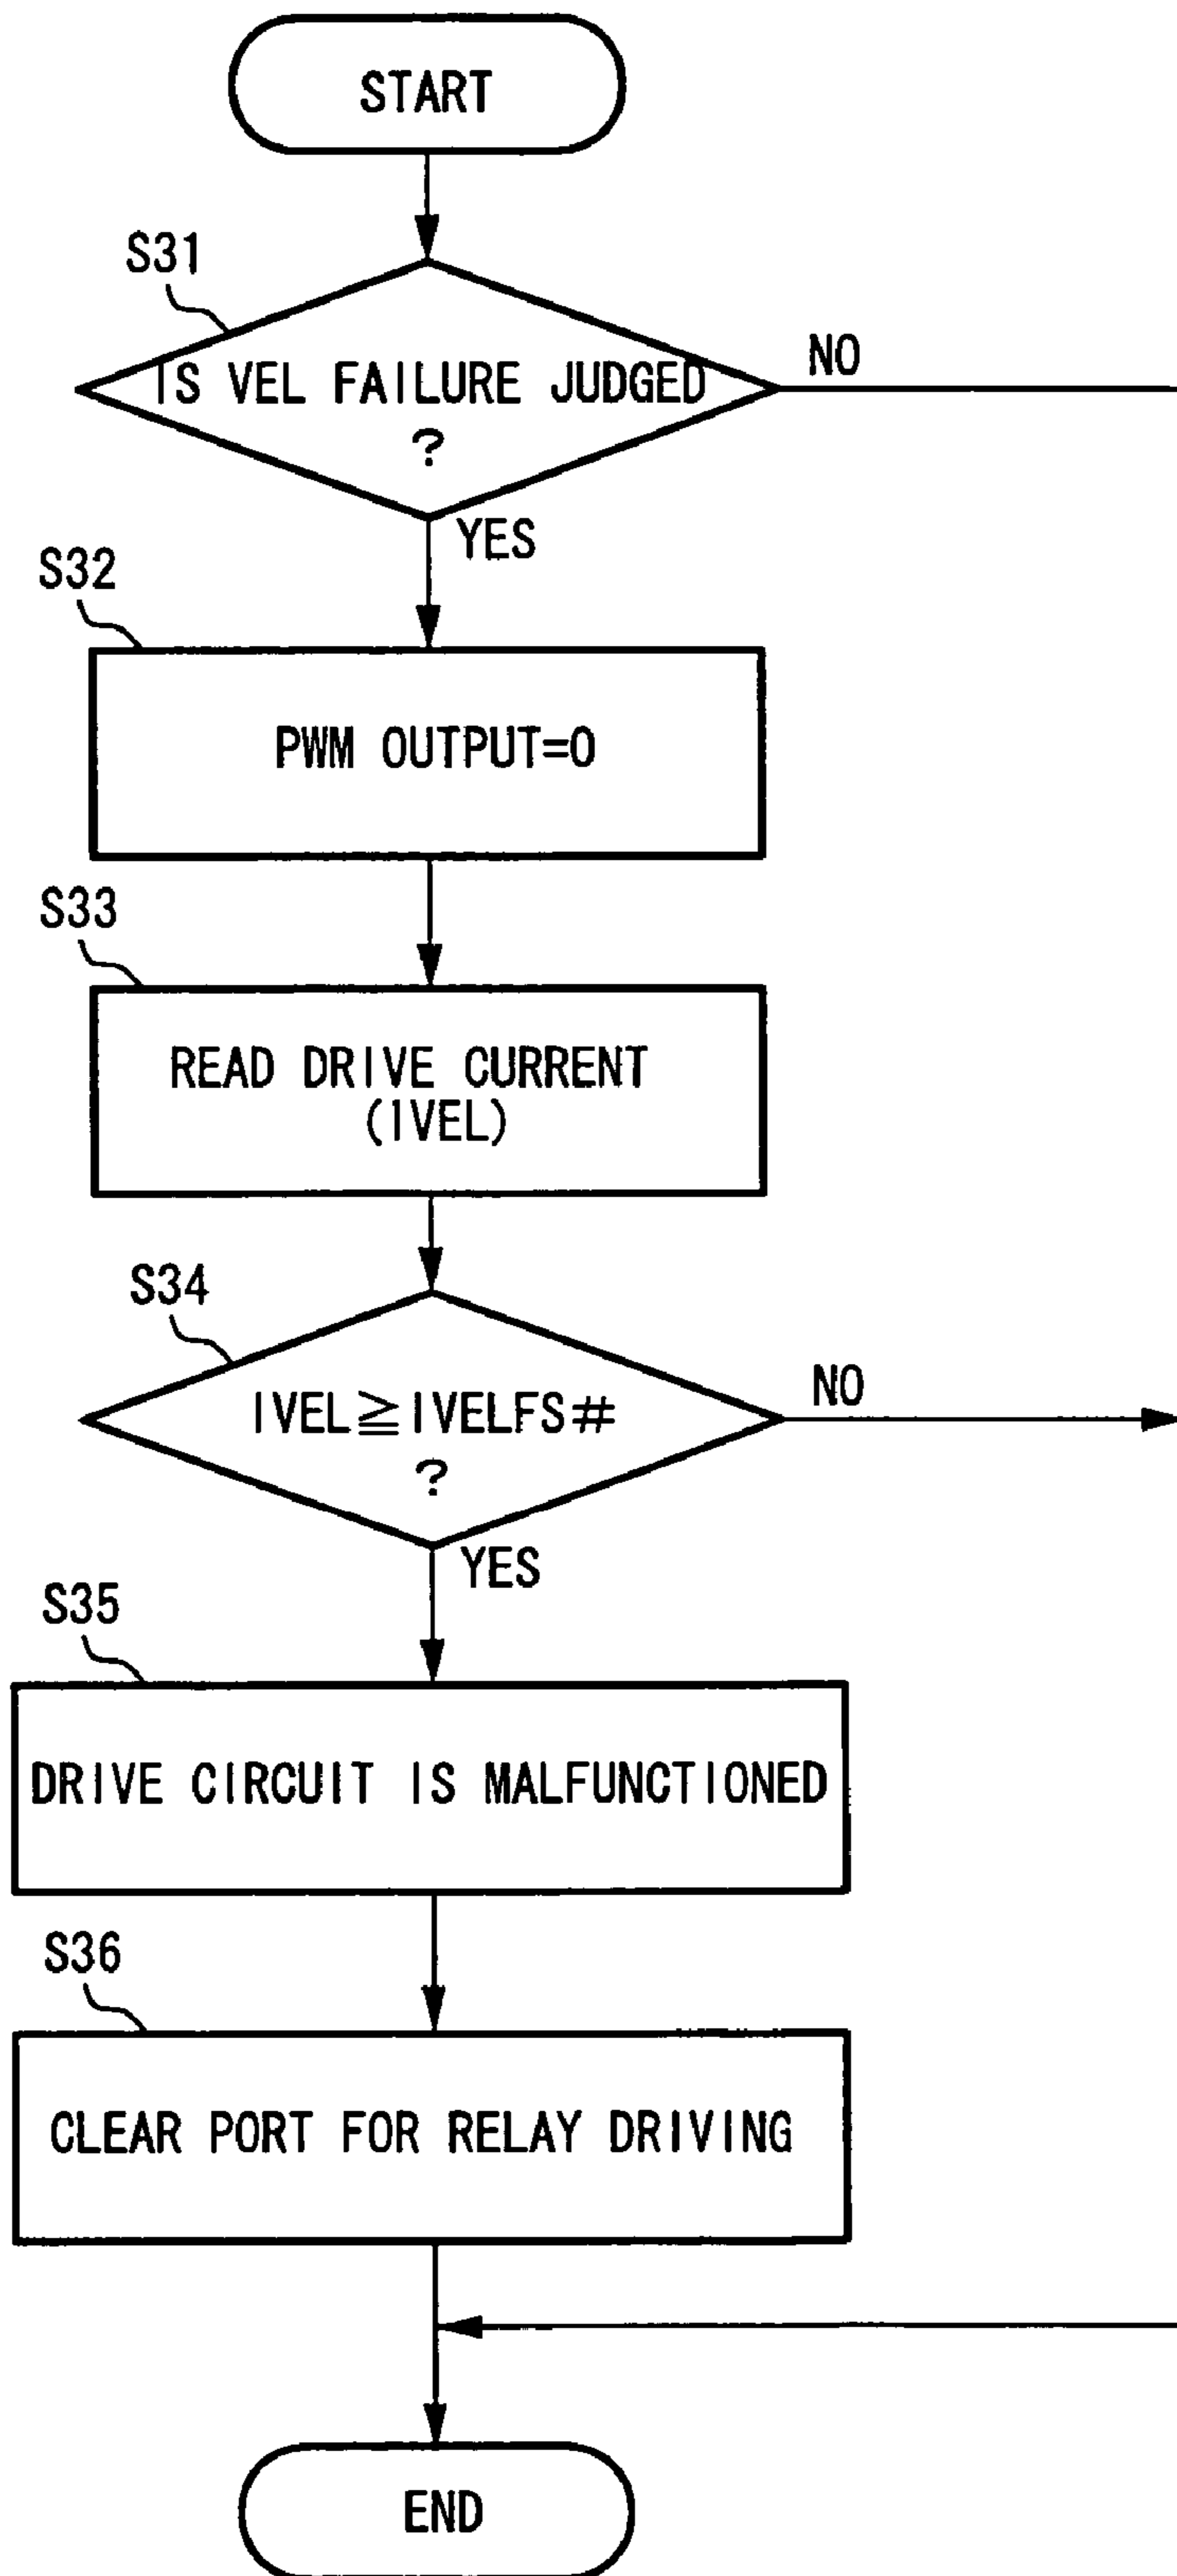 START
S31
IS VEL FAILURE JUDGED
?
NO
YES
S32
PWM OUTPUT=0
S33
READ DRIVE CURRENT
(IVEL)
S34
IVEL≧IVELFS#
?
NO
YES
S35
DRIVE CIRCUIT IS MALFUNCTIONED
S36
CLEAR PORT FOR RELAY DRIVING
END